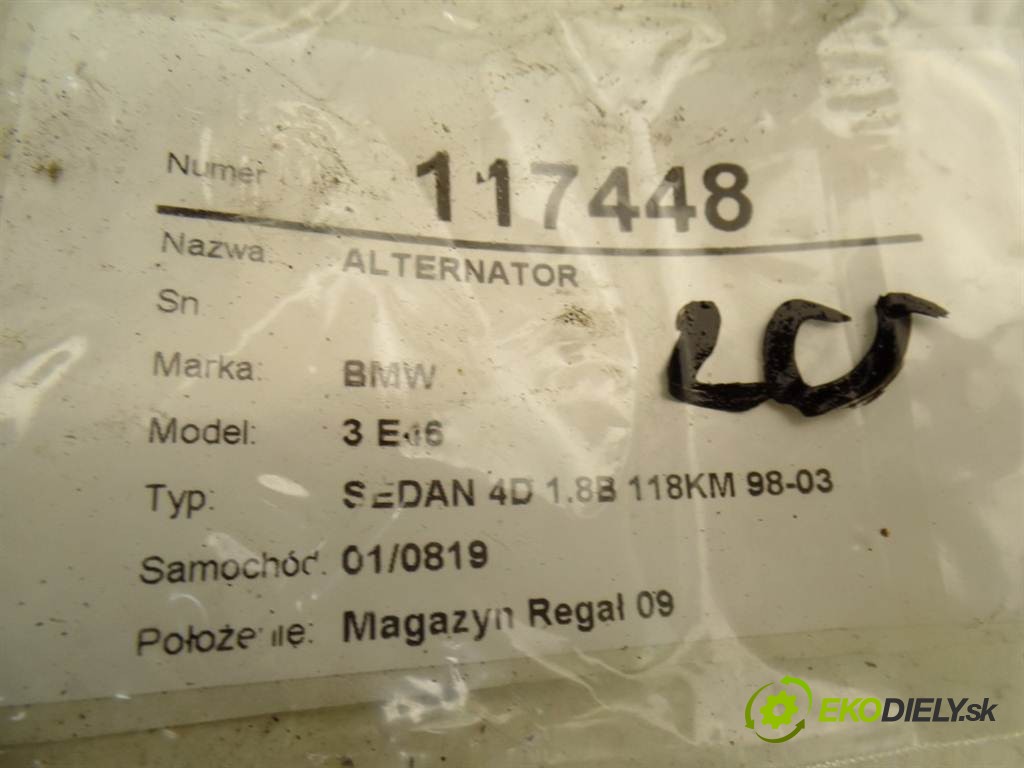 Numer 117448
Nazwa ALTERNATOR
Sn
Marka: BMW
Model: 3 E46
Typ: SEDAN 4D 1.8B 118KM 98-03
Samochód: 01/0819
Położenie: Magazyn Regał 09
EKODIELY.sk